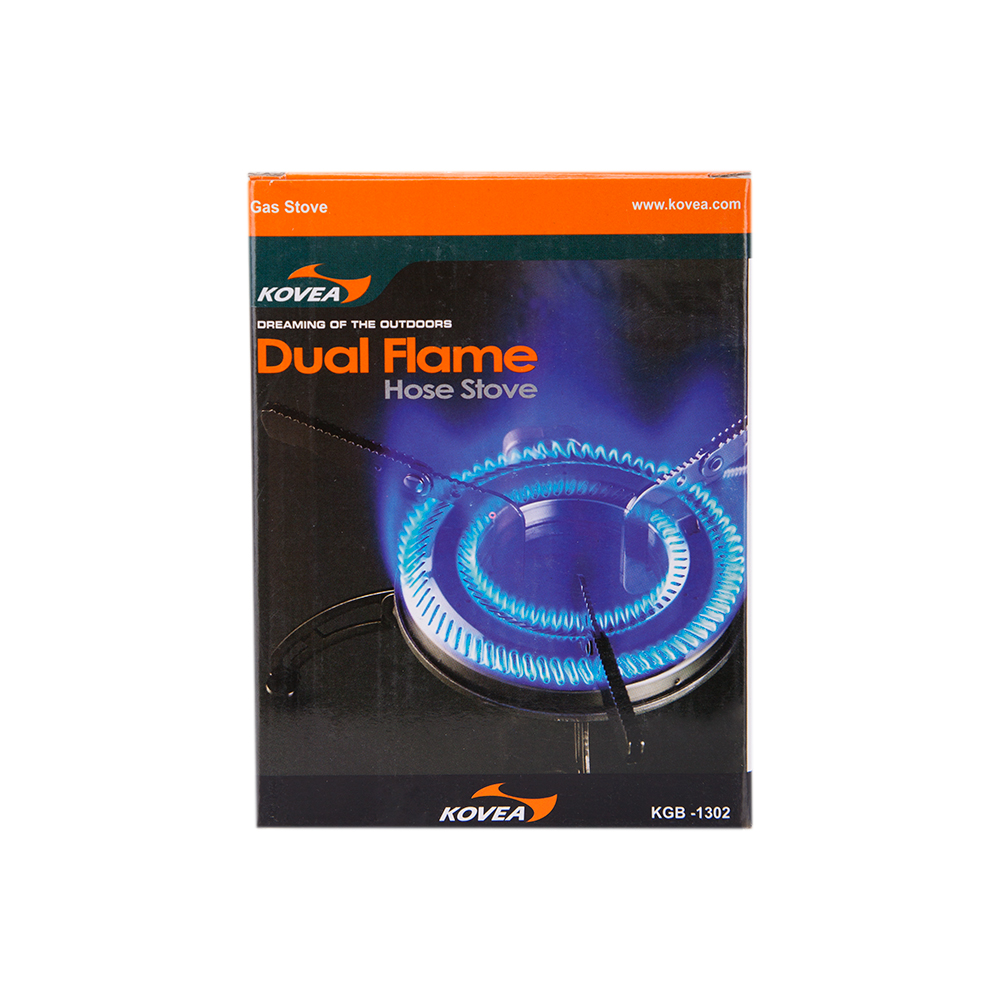 Gas Stove
www.kovea.com
KOVEA
DREAMING OF THE OUTDOORS
Dual Flame
Hose Stove
KOVEA
KGB -1302